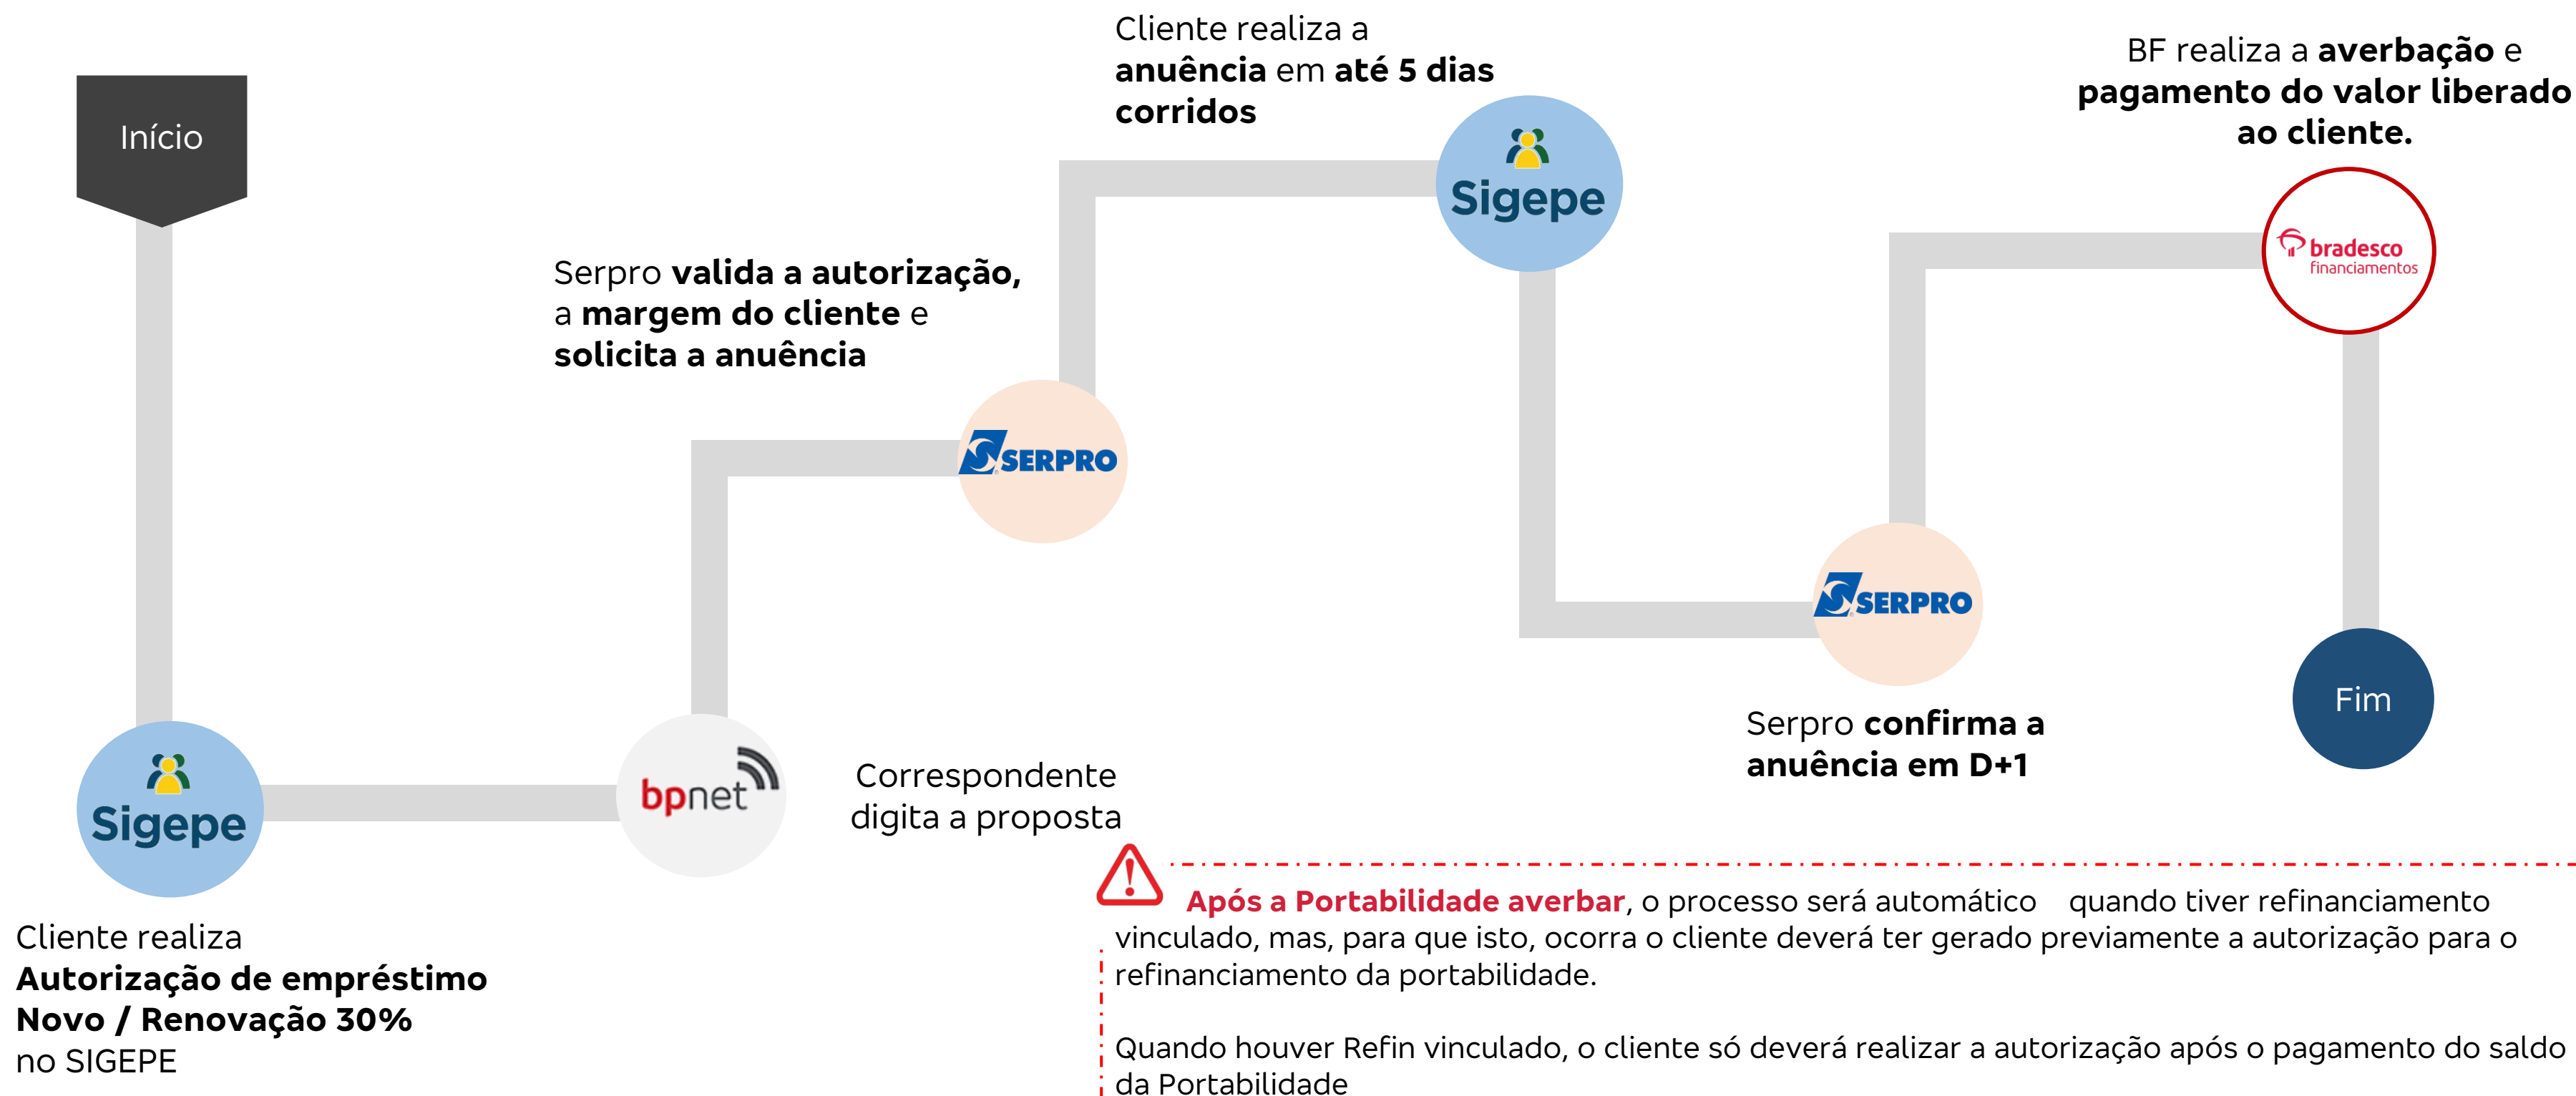 Início
Sigepe
Cliente realiza
Autorização de empréstimo
Novo / Renovação 30%
no SIGEPE
bpnet
Correspondente
digita a proposta
Serpro valida a autorização,
a margem do cliente e
solicita a anuência
SERPRO
Cliente realiza a
anuência em até 5 dias
corridos
Sigepe
SERPRO
Serpro confirma a
anuência em D+1
BF realiza a averbação e
pagamento do valor liberado
ao cliente.
bradesco
financiamentos
Fim
Após a Portabilidade averbar, o processo será automático quando tiver refinanciamento
vinculado, mas, para que isto, ocorra o cliente deverá ter gerado previamente a autorização para o
refinanciamento da portabilidade.
Quando houver Refin vinculado, o cliente só deverá realizar a autorização após o pagamento do saldo
da Portabilidade